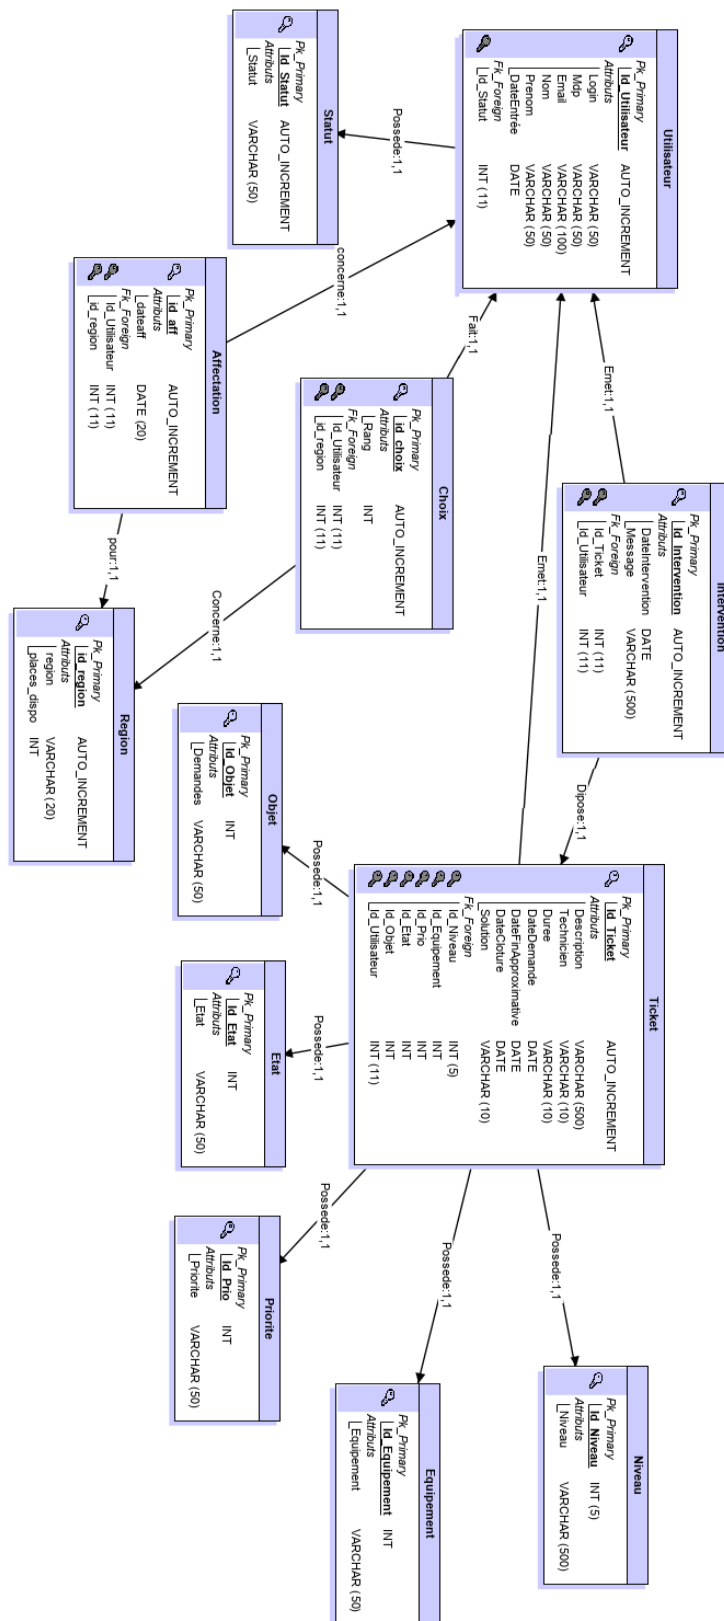 Utilisateur
Pk_Primary
Id_Utilisateur AUTO_INCREMENT
Attributs
Login VARCHAR (50)
Mdp VARCHAR (50)
Email VARCHAR (100)
Nom VARCHAR (50)
Prenom VARCHAR (50)
DateEntrée DATE
Fk_Foreign
Id_Statut INT (11)
Possede:1,1
Statut
Pk_Primary
Id_Statut AUTO_INCREMENT
Attributs
Statut VARCHAR (50)
concerne:1,1
Affectation
Pk_Primary
id_aff AUTO_INCREMENT
Attributs
dateaff DATE (20)
Fk_Foreign
Id_Utilisateur INT (11)
id_region INT (11)
Fait:1,1
Choix
Pk_Primary
id_choix AUTO_INCREMENT
Attributs
Rang INT
Fk_Foreign
Id_Utilisateur INT (11)
id_region INT (11)
Emet:1,1
Emet:1,1
Intervention
Pk_Primary
Id_Intervention AUTO_INCREMENT
Attributs
DateIntervention DATE
Message VARCHAR (500)
Fk_Foreign
Id_Ticket INT (11)
Id_Utilisateur INT (11)
pour:1,1
Concerne:1,1
Region
Pk_Primary
id_region AUTO_INCREMENT
Attributs
region VARCHAR (20)
places_dispo INT
Dipose:1,1
Ticket
Pk_Primary
Id_Ticket AUTO_INCREMENT
Attributs
Description VARCHAR (500)
Technicien VARCHAR (10)
Duree VARCHAR (10)
DateDemande DATE
DateFinApproximative DATE
DateCloture DATE
Solution VARCHAR (10)
Fk_Foreign
Id_Niveau INT (5)
Id_Equipement INT
Id_Prio INT
Id_Etat INT
Id_Objet INT
Id_Utilisateur INT (11)
Possede:1,1
Objet
Pk_Primary
Id_Objet INT
Attributs
Demandes VARCHAR (50)
Possede:1,1
Etat
Pk_Primary
Id_Etat INT
Attributs
Etat VARCHAR (50)
Possede:1,1
Priorite
Pk_Primary
Id_Prio INT
Attributs
Priorite VARCHAR (50)
Possede:1,1
Equipement
Pk_Primary
Id_Equipement INT
Attributs
Equipement VARCHAR (50)
Possede:1,1
Niveau
Pk_Primary
Id_Niveau INT (5)
Attributs
Niveau VARCHAR (500)